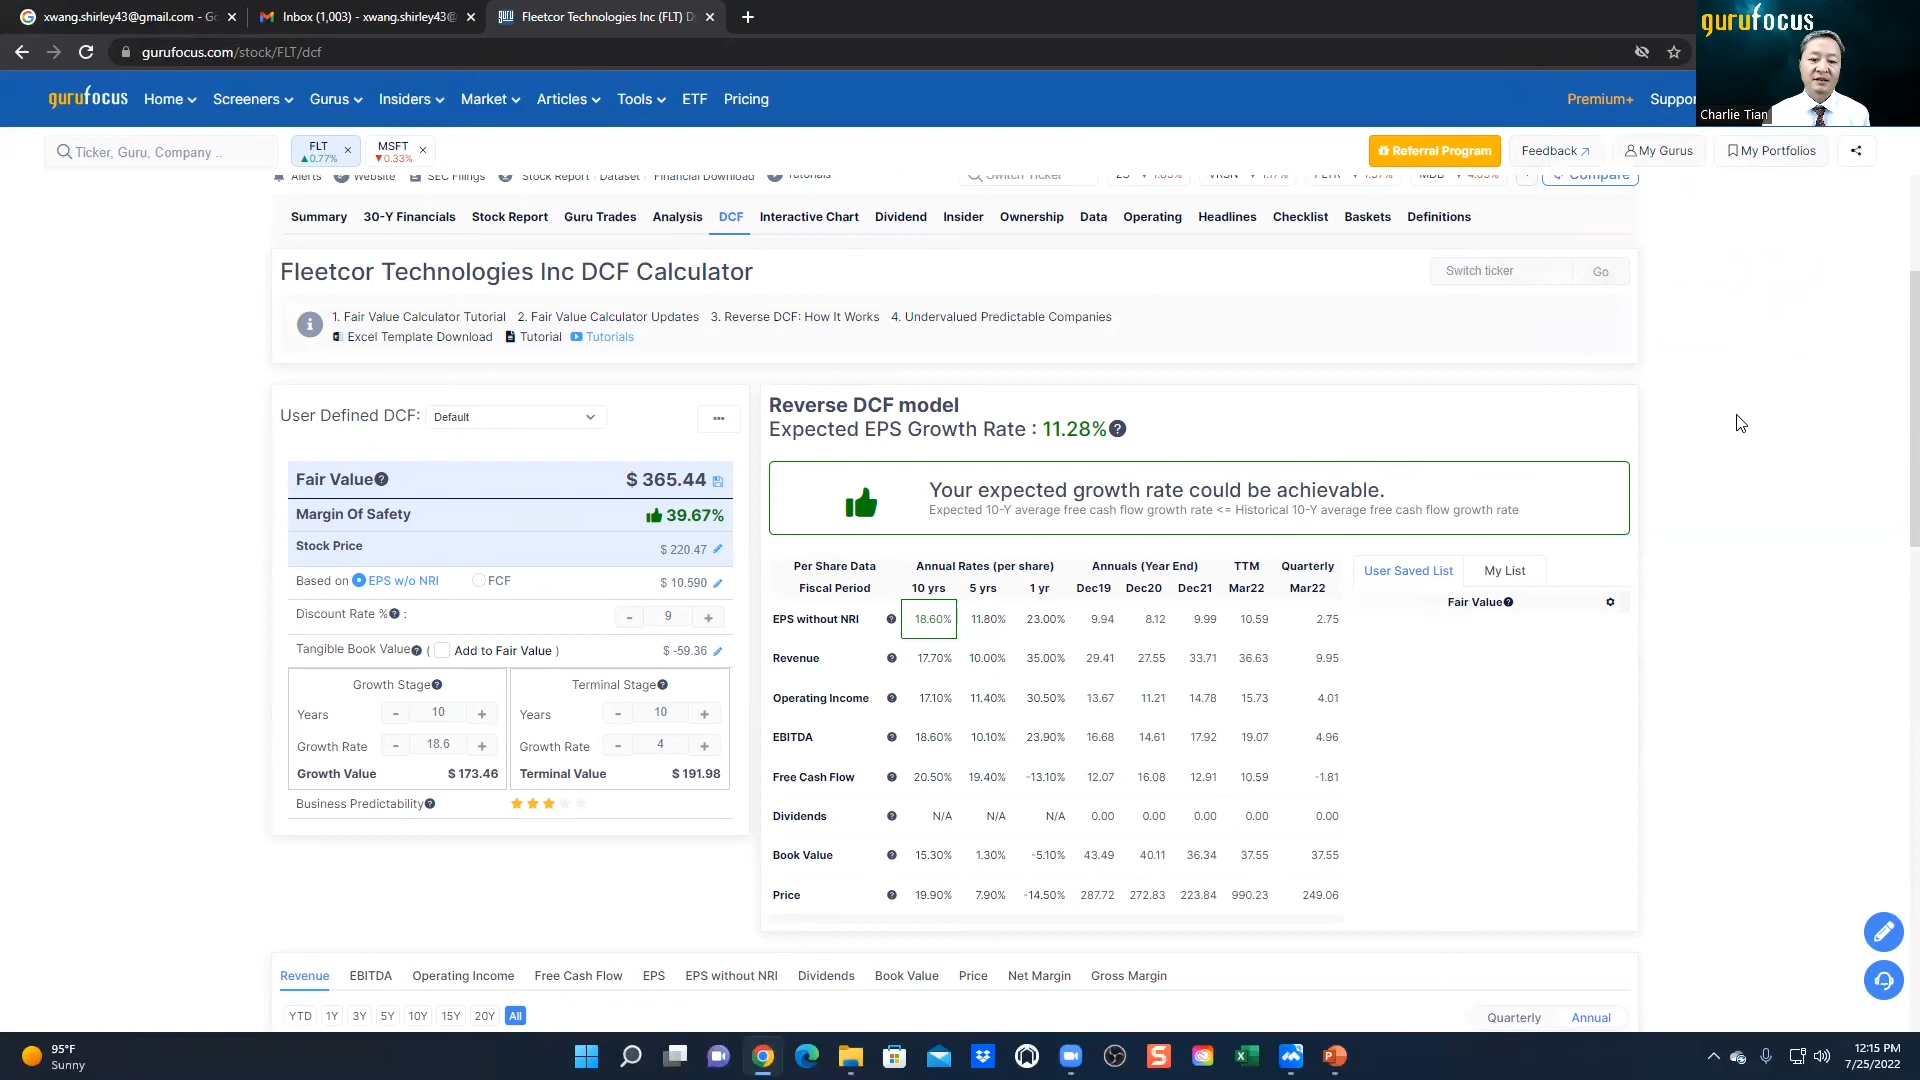 xwang.shirley43@gmail.com - Go
Inbox (1,003) - xwang.shirley43@
Fleetcor Technologies Inc (FLT) D
gurufocus.com/stock/FLT/dcf
gurufocus
Charlie Tian
gurufocus Home Screeners Gurus Insiders Market Articles Tools ETF Pricing Premium+ Suppor
Ticker, Guru, Company ..
FLT
0.77%
MSFT
0.33%
Referral Program
Feedback
My Gurus
My Portfolios
Alerts Website SEC Filings Stock Report Dataset Financial Download Tutorials Switch Ticker Compare
Summary 30-Y Financials Stock Report Guru Trades Analysis DCF Interactive Chart Dividend Insider Ownership Data Operating Headlines Checklist Baskets Definitions
Fleetcor Technologies Inc DCF Calculator
Switch ticker Go
1. Fair Value Calculator Tutorial 2. Fair Value Calculator Updates 3. Reverse DCF: How It Works 4. Undervalued Predictable Companies
Excel Template Download Tutorial Tutorials
User Defined DCF: Default
...
Fair Value $ 365.44
Margin Of Safety 39.67%
Stock Price $ 220.47
Based on EPS w/o NRI FCF $ 10.590
Discount Rate % : - 9 +
Tangible Book Value ( Add to Fair Value ) $ -59.36
Growth Stage
Years - 10 +
Growth Rate - 18.6 +
Growth Value $ 173.46
Terminal Stage
Years - 10 +
Growth Rate - 4 +
Terminal Value $ 191.98
Business Predictability
Reverse DCF model
Expected EPS Growth Rate : 11.28%
Your expected growth rate could be achievable.
Expected 10-Y average free cash flow growth rate <= Historical 10-Y average free cash flow growth rate
Per Share Data Annual Rates (per share) Annuals (Year End) TTM Quarterly
Fiscal Period 10 yrs 5 yrs 1 yr Dec19 Dec20 Dec21 Mar22 Mar22
EPS without NRI 18.60% 11.80% 23.00% 9.94 8.12 9.99 10.59 2.75
Revenue 17.70% 10.00% 35.00% 29.41 27.55 33.71 36.63 9.95
Operating Income 17.10% 11.40% 30.50% 13.67 11.21 14.78 15.73 4.01
EBITDA 18.60% 10.10% 23.90% 16.68 14.61 17.92 19.07 4.96
Free Cash Flow 20.50% 19.40% -13.10% 12.07 16.08 12.91 10.59 -1.81
Dividends N/A N/A N/A 0.00 0.00 0.00 0.00 0.00
Book Value 15.30% 1.30% -5.10% 43.49 40.11 36.34 37.55 37.55
Price 19.90% 7.90% -14.50% 287.72 272.83 223.84 990.23 249.06
User Saved List My List
Fair Value
Revenue EBITDA Operating Income Free Cash Flow EPS EPS without NRI Dividends Book Value Price Net Margin Gross Margin
YTD 1Y 3Y 5Y 10Y 15Y 20Y All
Quarterly Annual
95°F
Sunny
12:15 PM
7/25/2022